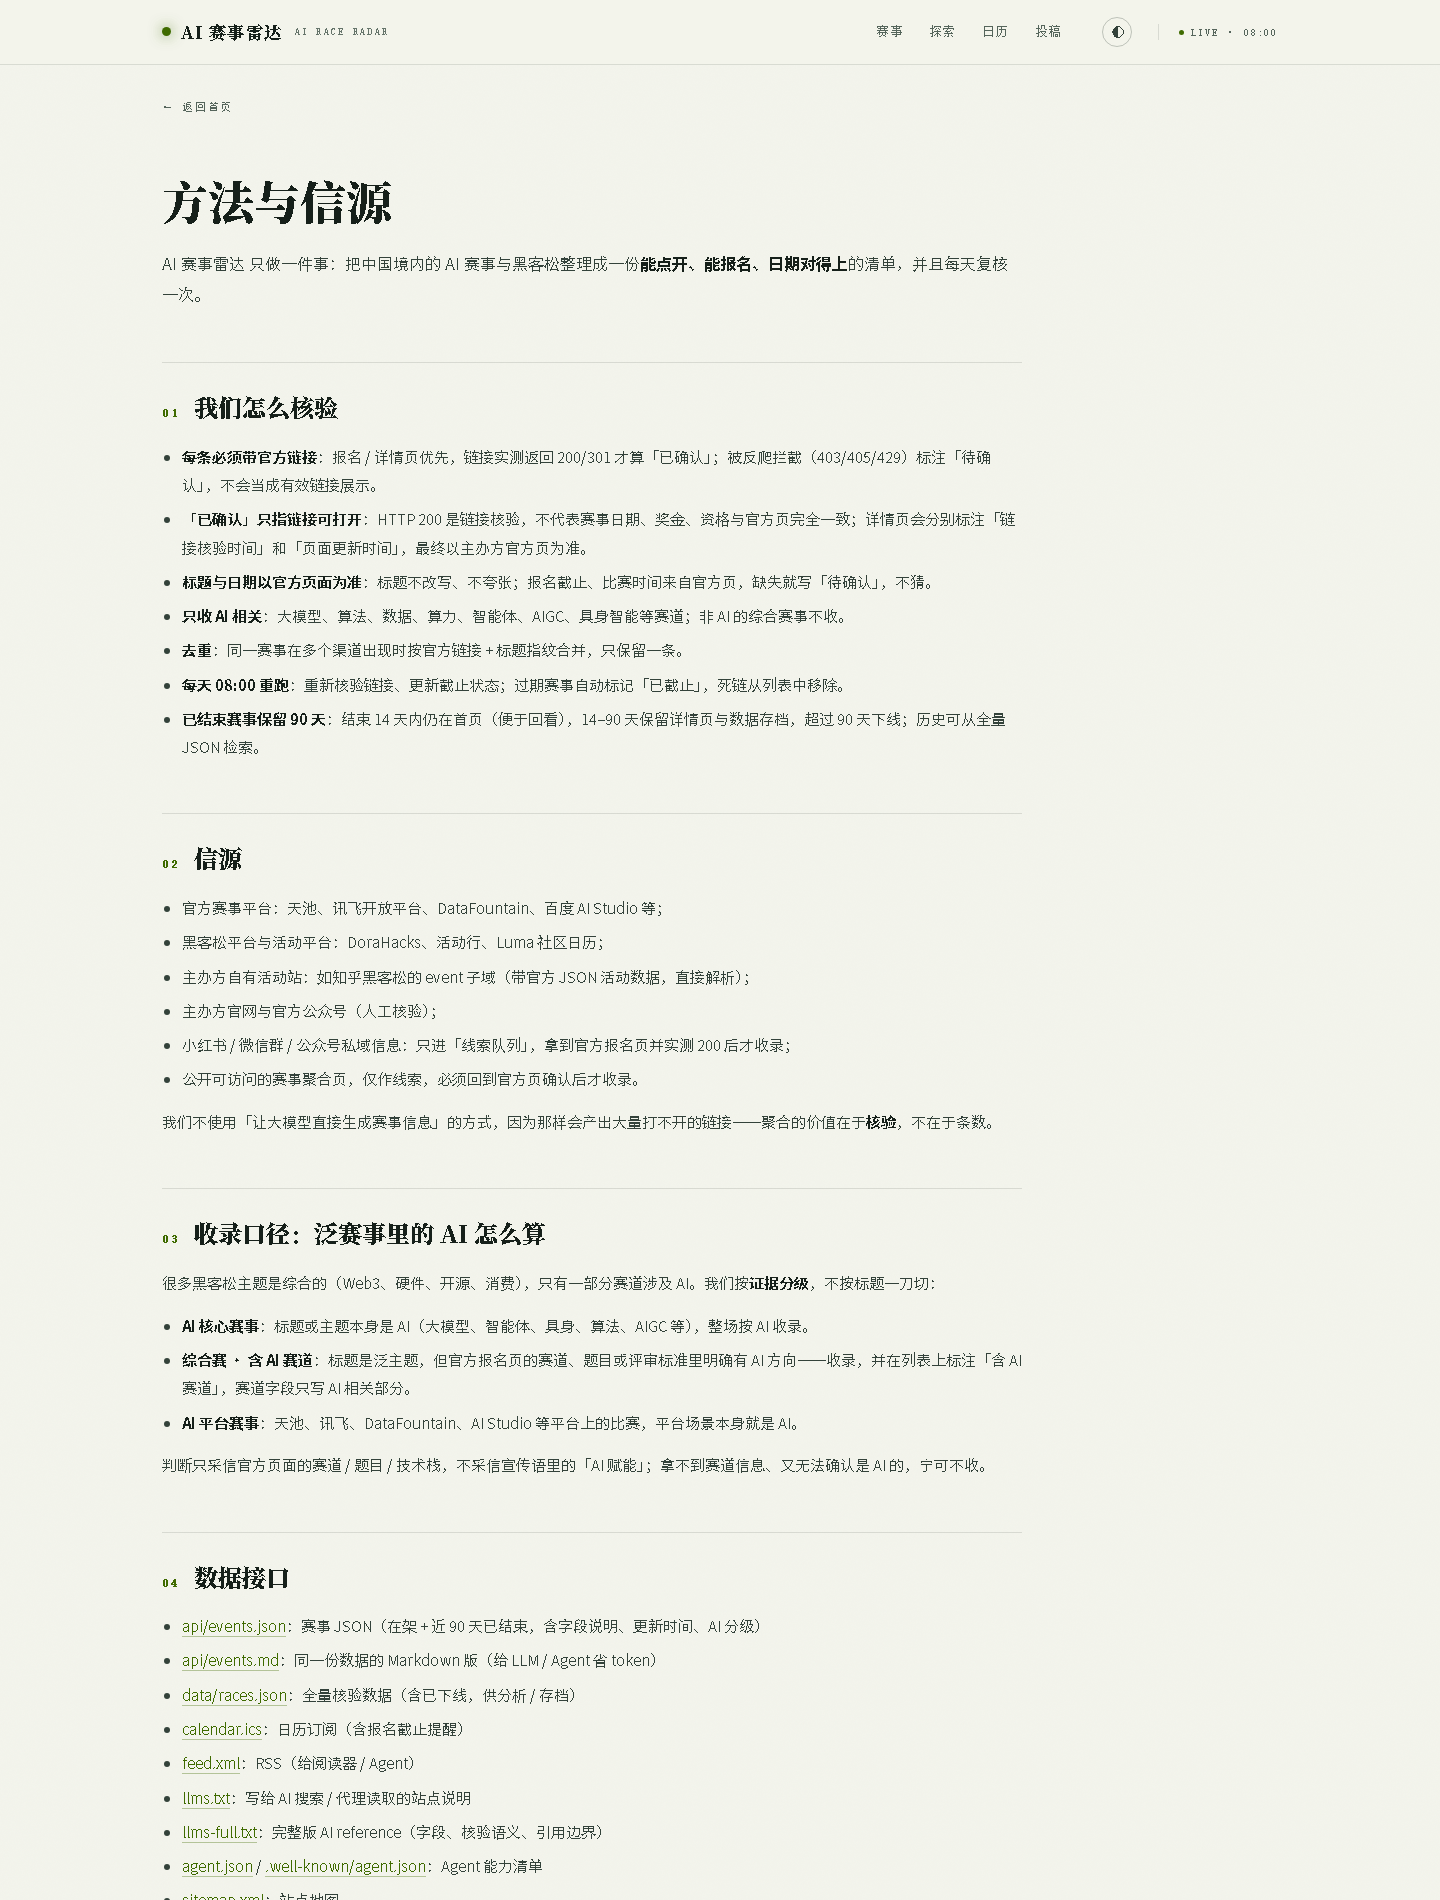 AI 赛事雷达 AI RACE RADAR 赛事 探索 日历 投稿 LIVE · 08:00
← 返回首页
方法与信源
AI 赛事雷达 只做一件事：把中国境内的 AI 赛事与黑客松整理成一份能点开、能报名、日期对得上的清单，并且每天复核
一次。
01 我们怎么核验
• 每条必须带官方链接：报名 / 详情页优先，链接实测返回 200/301 才算「已确认」；被反爬拦截（403/405/429）标注「待确
认」，不会当成有效链接展示。
• 「已确认」只指链接可打开：HTTP 200 是链接核验，不代表赛事日期、奖金、资格与官方页完全一致；详情页会分别标注「链
接核验时间」和「页面更新时间」，最终以主办方官方页为准。
• 标题与日期以官方页面为准：标题不改写、不夸张；报名截止、比赛时间来自官方页，缺失就写「待确认」，不猜。
• 只收 AI 相关：大模型、算法、数据、算力、智能体、AIGC、具身智能等赛道；非 AI 的综合赛事不收。
• 去重：同一赛事在多个渠道出现时按官方链接 + 标题指纹合并，只保留一条。
• 每天 08:00 重跑：重新核验链接、更新截止状态；过期赛事自动标记「已截止」，死链从列表中移除。
• 已结束赛事保留 90 天：结束 14 天内仍在首页（便于回看），14–90 天保留详情页与数据存档，超过 90 天下线；历史可从全量
JSON 检索。
02 信源
• 官方赛事平台：天池、讯飞开放平台、DataFountain、百度 AI Studio 等；
• 黑客松平台与活动平台：DoraHacks、活动行、Luma 社区日历；
• 主办方自有活动站：如知乎黑客松的 event 子域（带官方 JSON 活动数据，直接解析）；
• 主办方官网与官方公众号（人工核验）；
• 小红书 / 微信群 / 公众号私域信息：只进「线索队列」，拿到官方报名页并实测 200 后才收录；
• 公开可访问的赛事聚合页，仅作线索，必须回到官方页确认后才收录。
我们不使用「让大模型直接生成赛事信息」的方式，因为那样会产出大量打不开的链接——聚合的价值在于核验，不在于条数。
03 收录口径：泛赛事里的 AI 怎么算
很多黑客松主题是综合的（Web3、硬件、开源、消费），只有一部分赛道涉及 AI。我们按证据分级，不按标题一刀切：
• AI 核心赛事：标题或主题本身是 AI（大模型、智能体、具身、算法、AIGC 等），整场按 AI 收录。
• 综合赛 · 含 AI 赛道：标题是泛主题，但官方报名页的赛道、题目或评审标准里明确有 AI 方向——收录，并在列表上标注「含 AI
赛道」，赛道字段只写 AI 相关部分。
• AI 平台赛事：天池、讯飞、DataFountain、AI Studio 等平台上的比赛，平台场景本身就是 AI。
判断只采信官方页面的赛道 / 题目 / 技术栈，不采信宣传语里的「AI 赋能」；拿不到赛道信息、又无法确认是 AI 的，宁可不收。
04 数据接口
• api/events.json：赛事 JSON（在架 + 近 90 天已结束，含字段说明、更新时间、AI 分级）
• api/events.md：同一份数据的 Markdown 版（给 LLM / Agent 省 token）
• data/races.json：全量核验数据（含已下线，供分析 / 存档）
• calendar.ics：日历订阅（含报名截止提醒）
• feed.xml：RSS（给阅读器 / Agent）
• llms.txt：写给 AI 搜索 / 代理读取的站点说明
• llms-full.txt：完整版 AI reference（字段、核验语义、引用边界）
• agent.json / .well-known/agent.json：Agent 能力清单
• sitemap.xml：站点地图